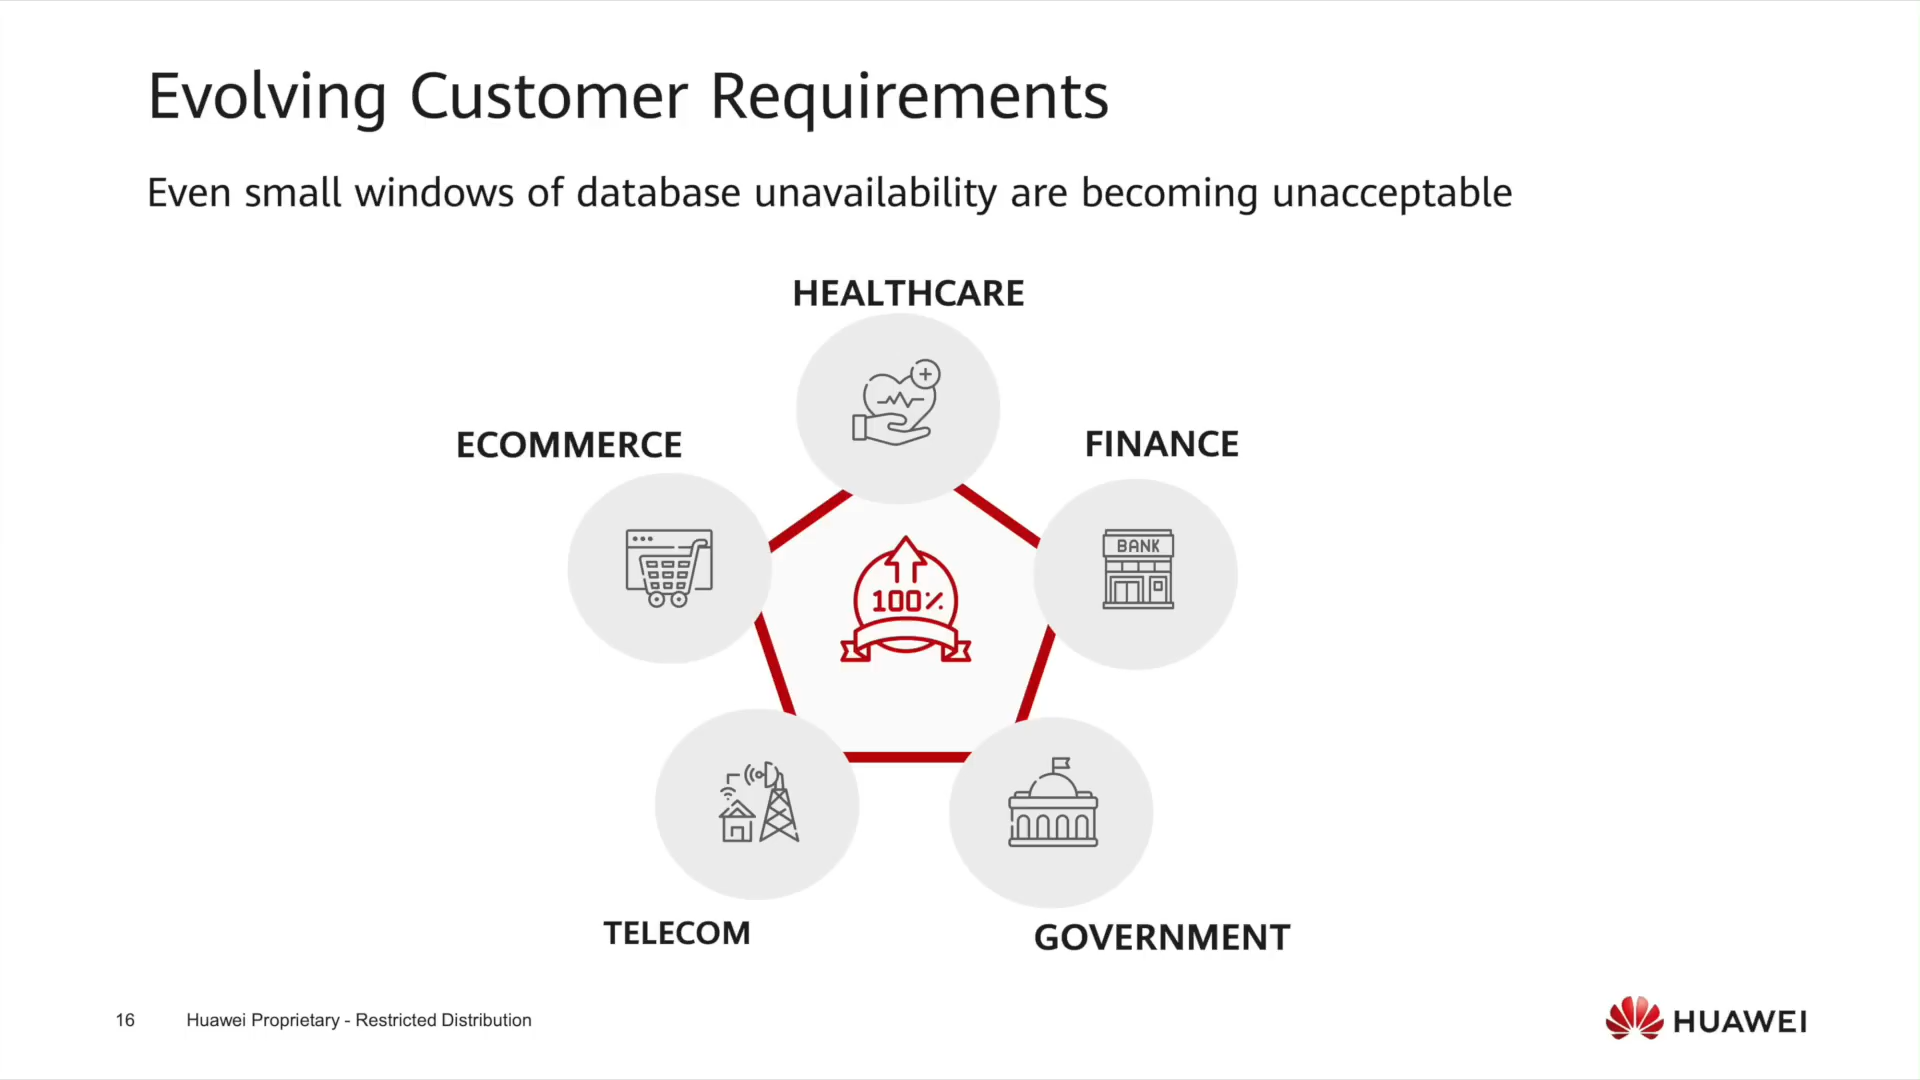 Evolving Customer Requirements
Even small windows of database unavailability are becoming unacceptable
HEALTHCARE
ECOMMERCE
FINANCE
BANK
100%
TELECOM
GOVERNMENT
16
Huawei Proprietary - Restricted Distribution
HUAWEI